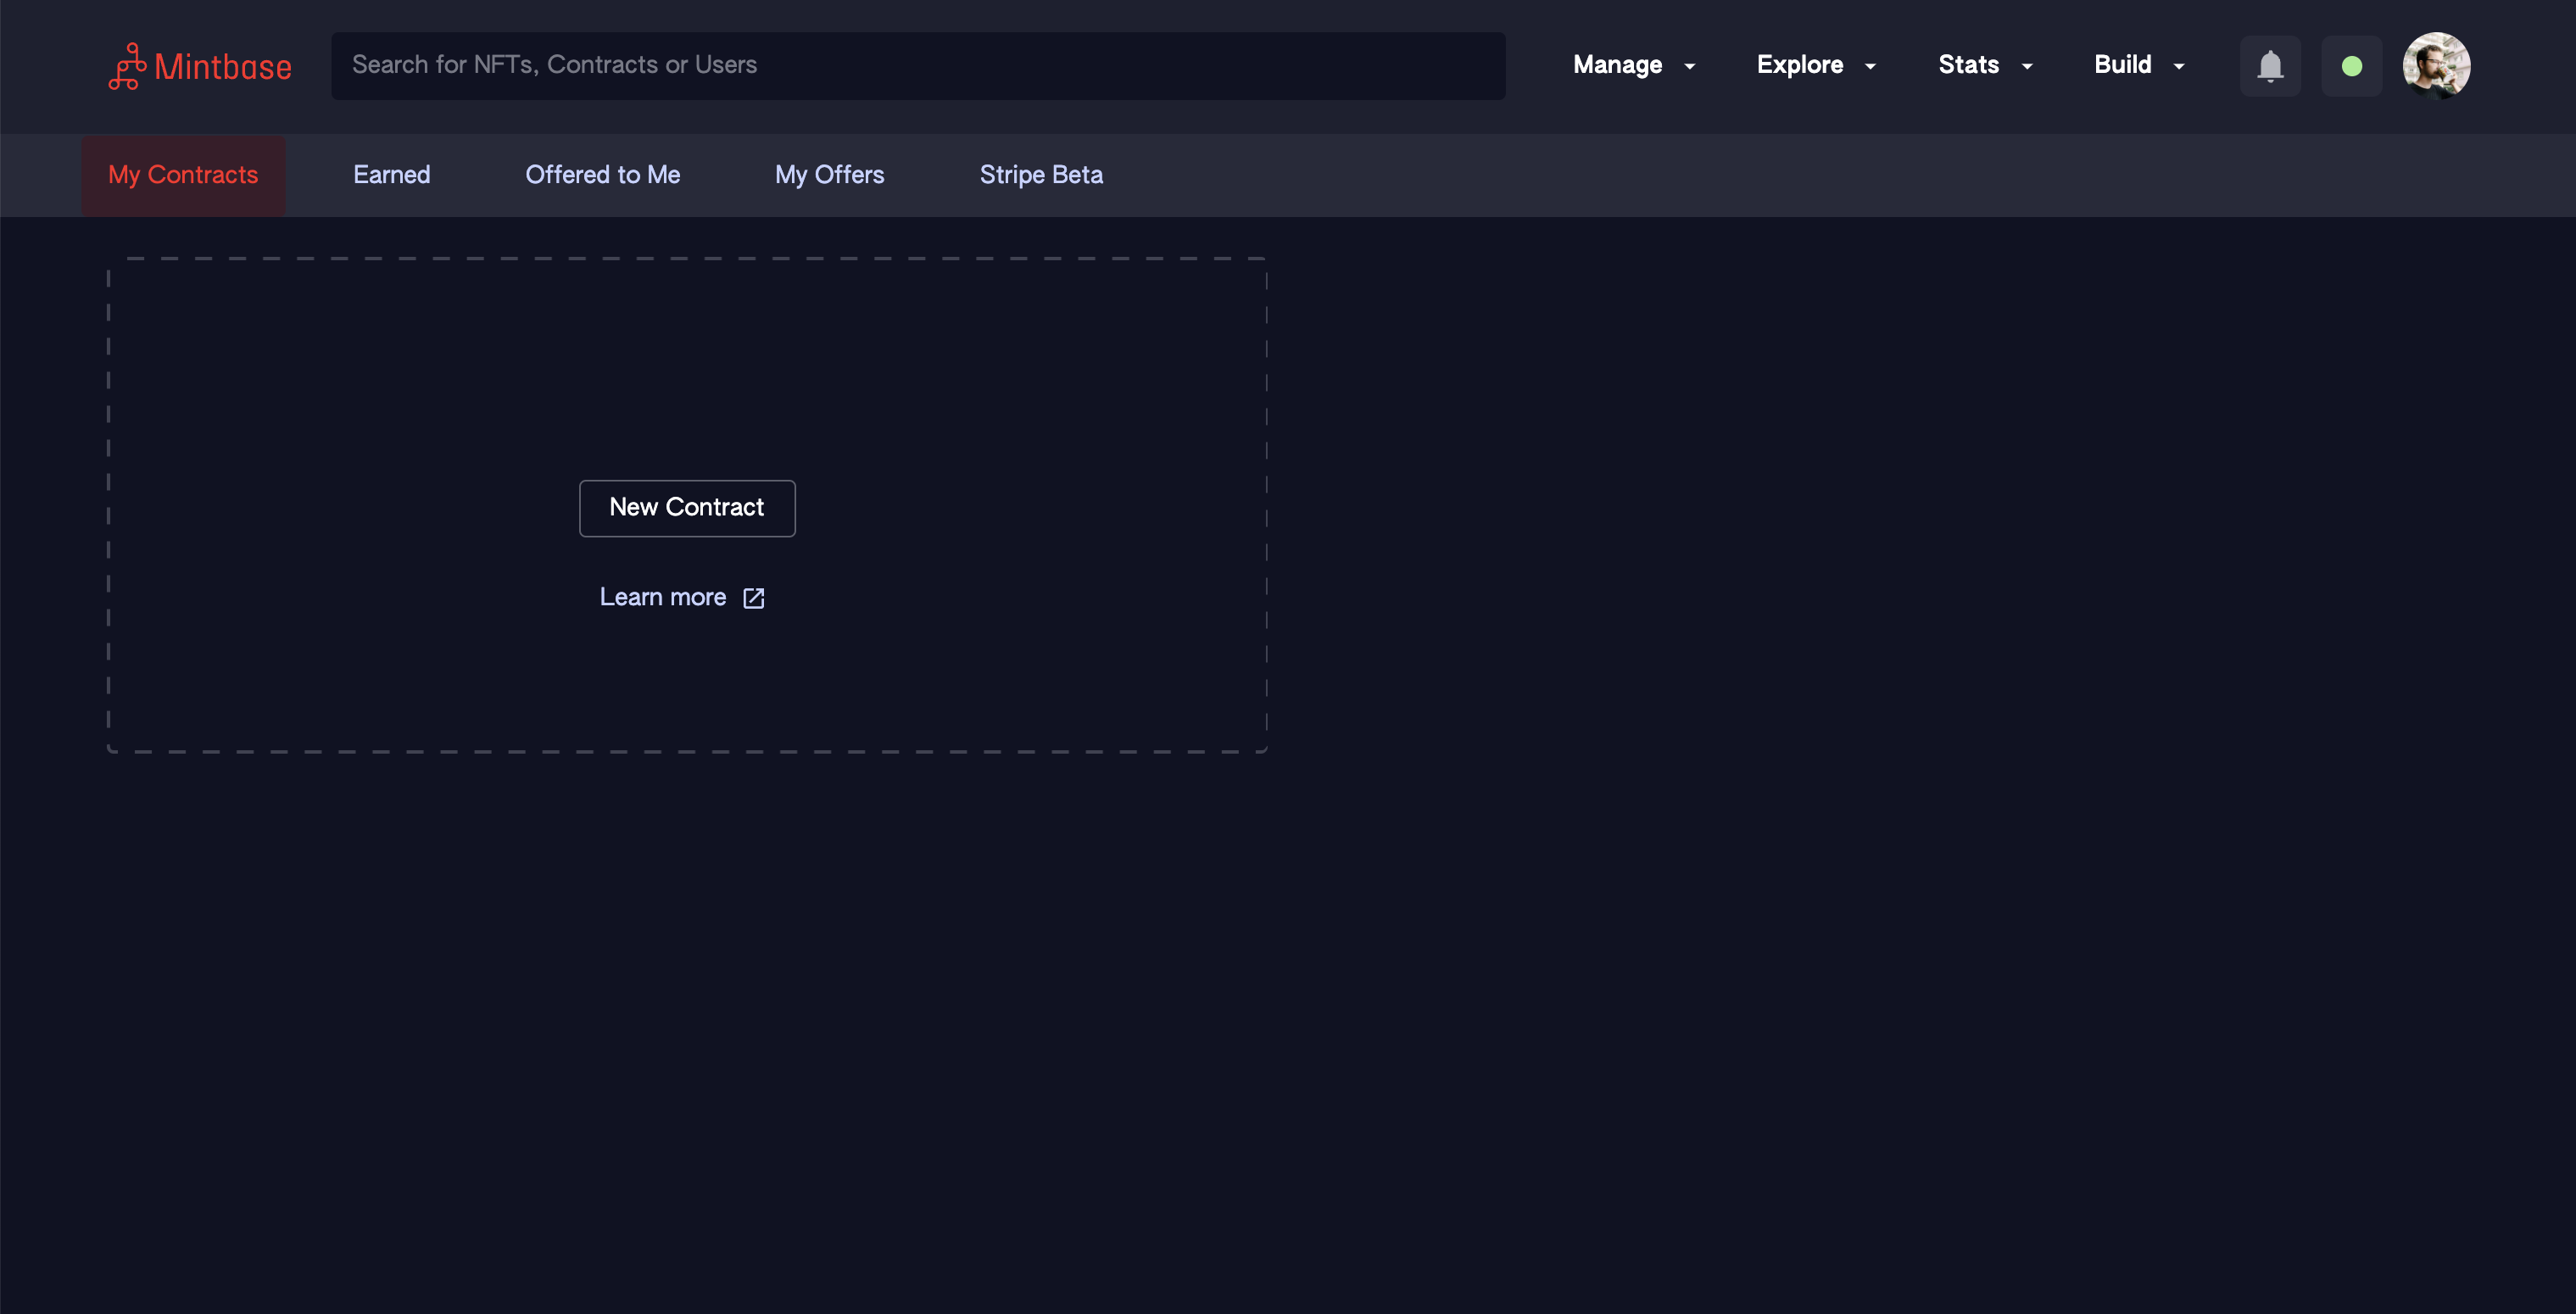 Mintbase
Search for NFTs, Contracts or Users
Manage
Explore
Stats
Build
My Contracts
Earned
Offered to Me
My Offers
Stripe Beta
New Contract
Learn more